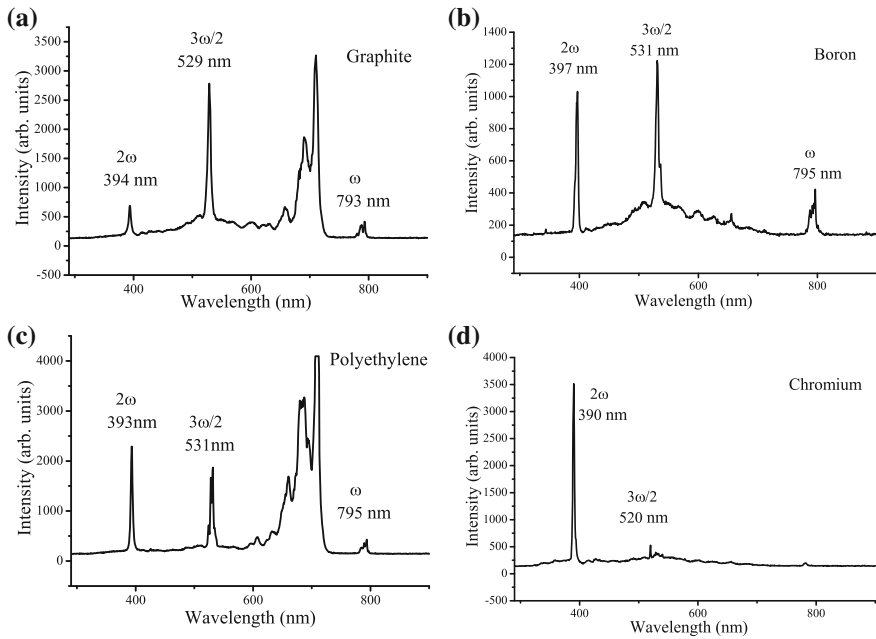 (a)
Intensity (arb. units)
3500
3000
2500
2000
1500
1000
500
0
-500
3ω/2
529 nm
Graphite
2ω
394 nm
ω
793 nm
400
600
800
Wavelength (nm)
(b)
Intensity (arb. units)
1400
1200
1000
800
600
400
200
0
3ω/2
531 nm
2ω
397 nm
Boron
ω
795 nm
400
600
800
Wavelength (nm)
(c)
Intensity (arb. units)
4000
3000
2000
1000
0
Polyethylene
2ω
393nm
3ω/2
531nm
ω
795 nm
400
600
800
Wavelength (nm)
(d)
Intensity (arb. units)
4000
3500
3000
2500
2000
1500
1000
500
0
-500
2ω
390 nm
Chromium
3ω/2
520 nm
400
600
800
Wavelength (nm)